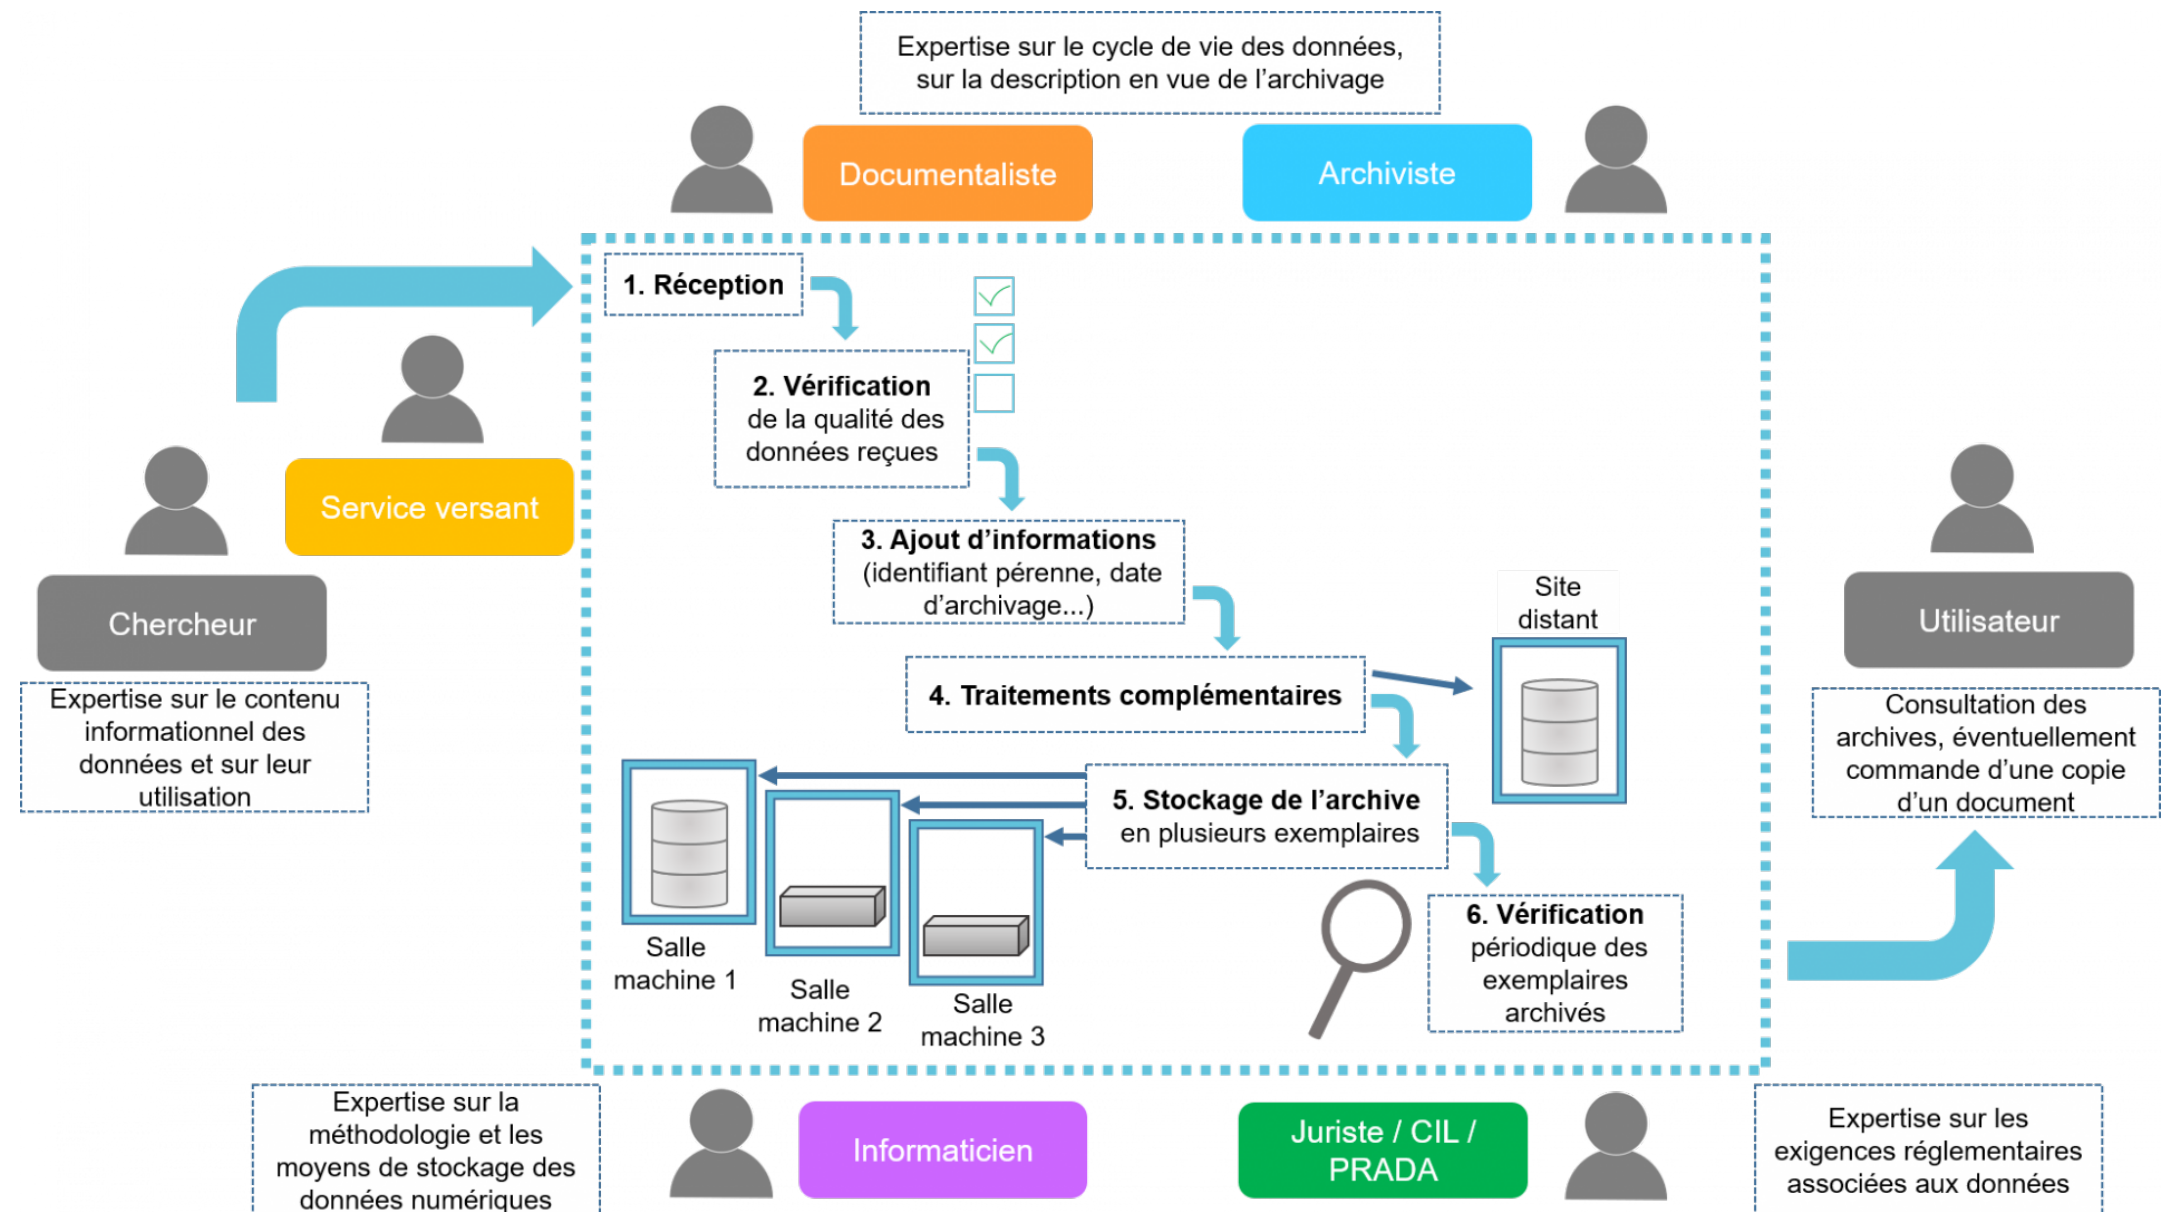 Expertise sur le cycle de vie des données,
sur la description en vue de l’archivage
Documentaliste
Archiviste
1. Réception
2. Vérification
de la qualité des
données reçues
Service versant
3. Ajout d’informations
(identifiant pérenne, date
d’archivage...)
Chercheur
Expertise sur le contenu
informationnel des
données et sur leur
utilisation
Site
distant
Utilisateur
Consultation des
archives, éventuellement
commande d’une copie
d’un document
4. Traitements complémentaires
5. Stockage de l’archive
en plusieurs exemplaires
Salle
machine 1
Salle
machine 2
Salle
machine 3
6. Vérification
périodique des
exemplaires
archivés
Expertise sur la
méthodologie et les
moyens de stockage des
données numériques
Informaticien
Juriste / CIL /
PRADA
Expertise sur les
exigences réglementaires
associées aux données